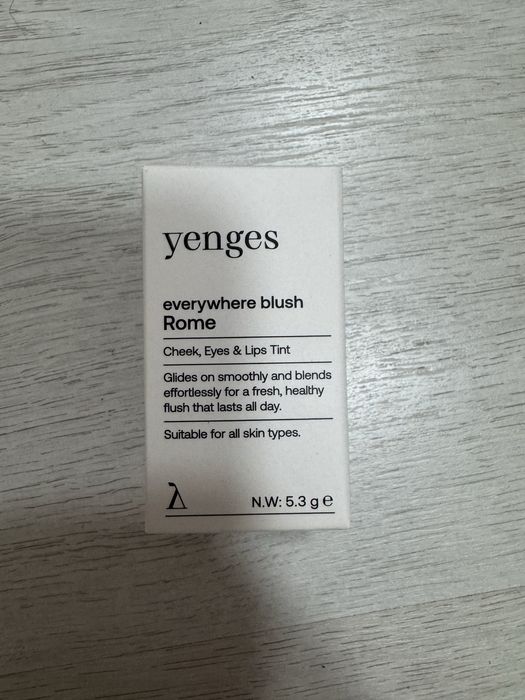 yenges
everywhere blush
Rome
Cheek, Eyes & Lips Tint
Glides on smoothly and blends
effortlessly for a fresh, healthy
flush that lasts all day.
Suitable for all skin types.
N.W: 5.3 g ℮